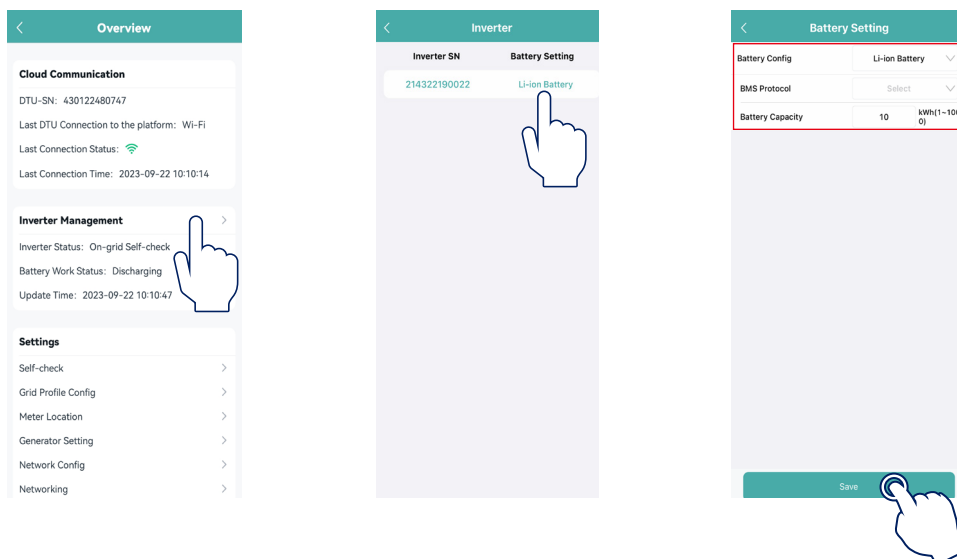 Overview
Cloud Communication
DTU-SN: 430122480747
Last DTU Connection to the platform: Wi-Fi
Last Connection Status:
Last Connection Time: 2023-09-22 10:10:14
Inverter Management
Inverter Status: On-grid Self-check
Battery Work Status: Discharging
Update Time: 2023-09-22 10:10:47
Settings
Self-check
Grid Profile Config
Meter Location
Generator Setting
Network Config
Networking
Inverter
Inverter SN Battery Setting
214322190022 Li-ion Battery
Battery Setting
Battery Config Li-ion Battery
BMS Protocol Select
Battery Capacity 10 kWh(1~100
0)
Save